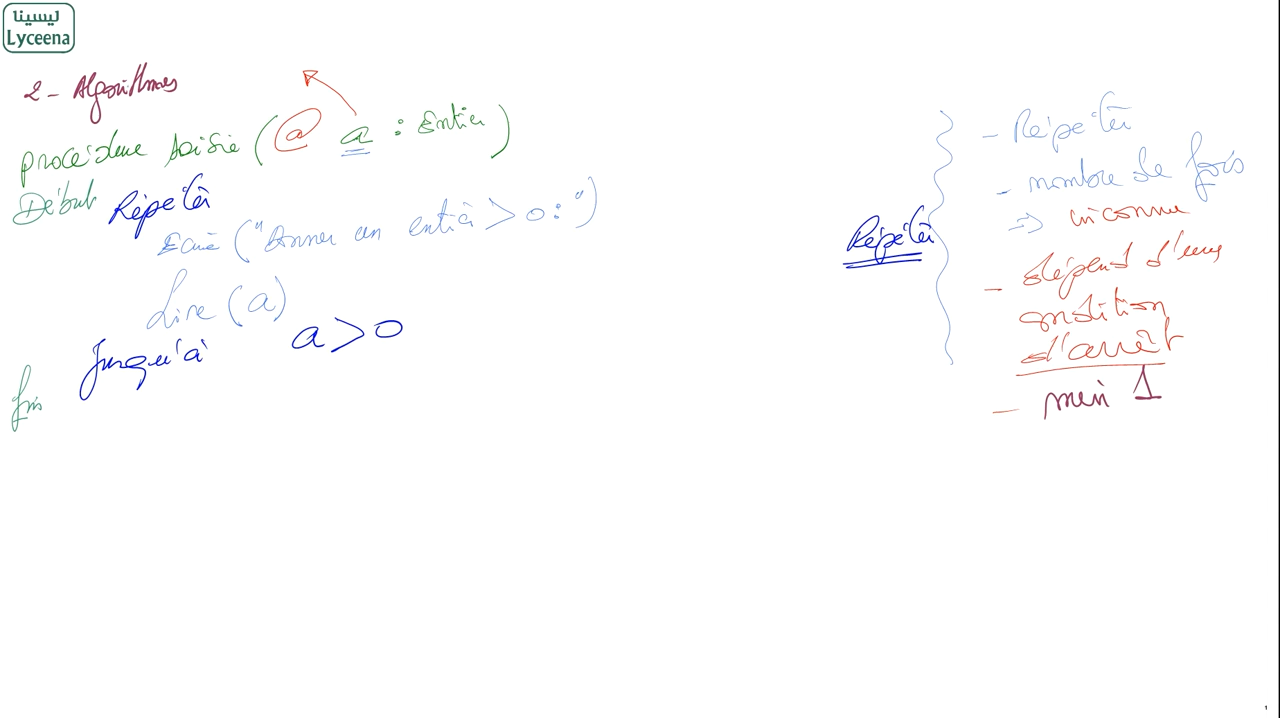 ليسينا
Lyceena
2 - Algorithmes
procédure saisie (@ a : Entier)
Début Répéter
Ecrire ("Donner un entier > 0 : ")
Lire (a)
Jusqu'à a > 0
fin
Répéter
- Répéter
- nombre de fois
=> inconnu
- dépend d'une
condition
d'arrêt
- min 1